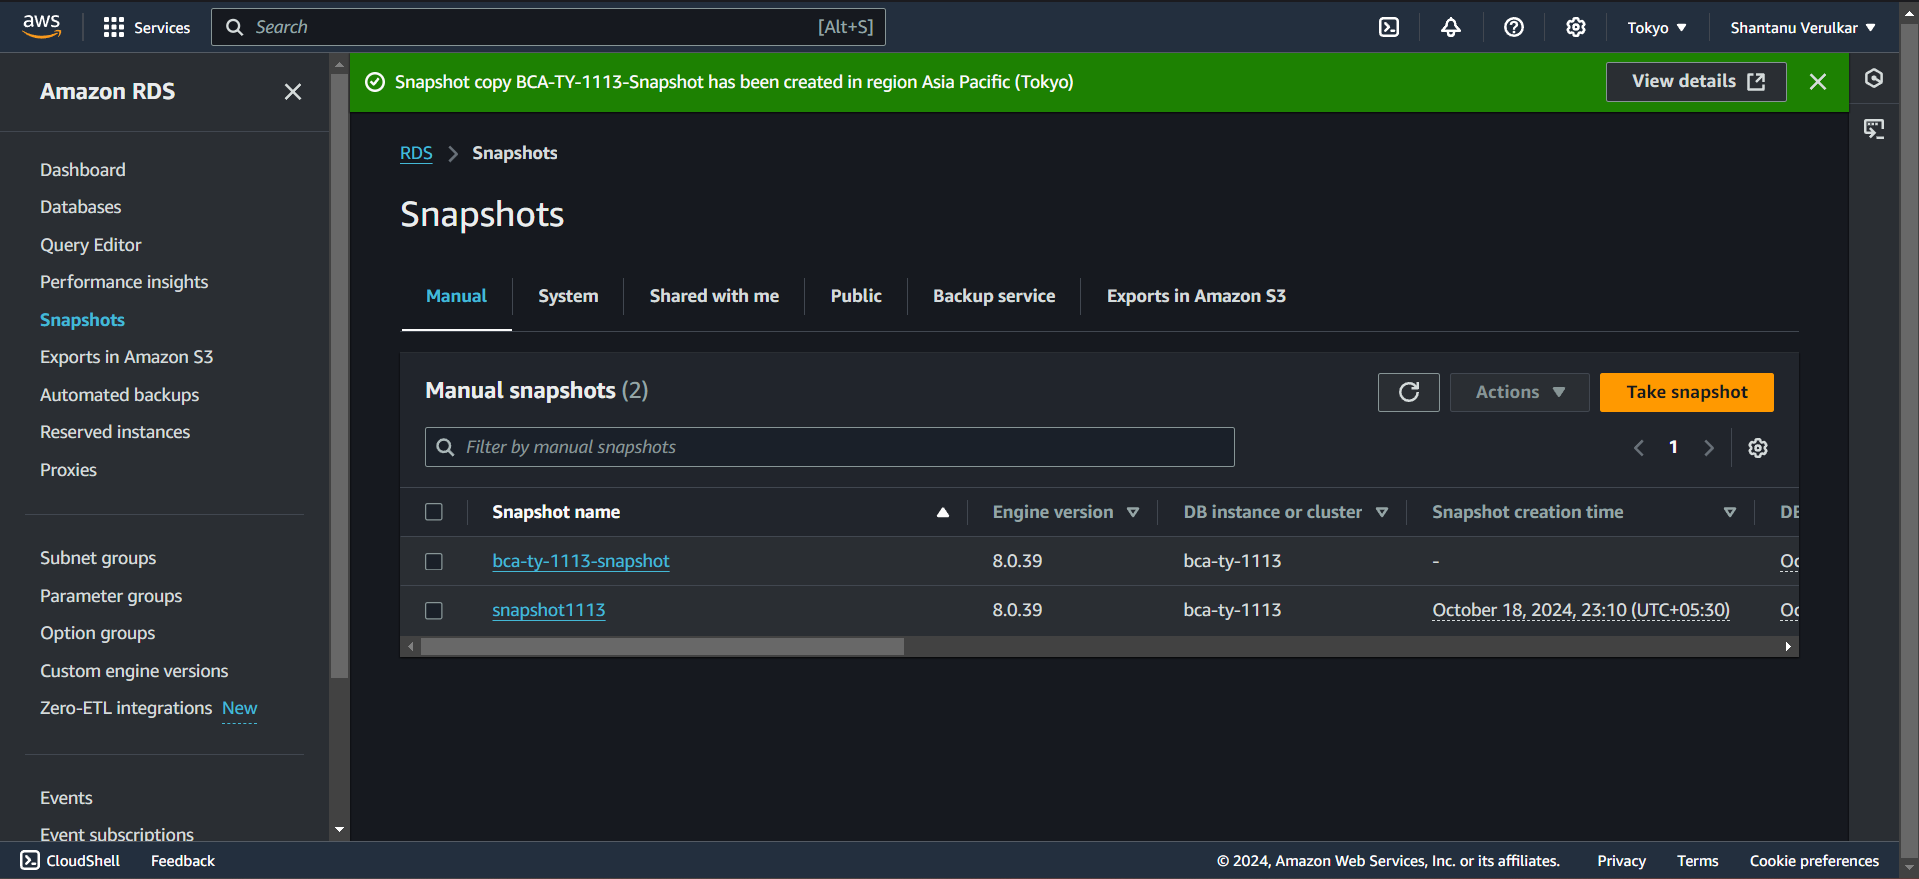 aws
Services
Search
[Alt+S]
Tokyo
Shantanu Verulkar
Amazon RDS
Dashboard
Databases
Query Editor
Performance insights
Snapshots
Exports in Amazon S3
Automated backups
Reserved instances
Proxies
Subnet groups
Parameter groups
Option groups
Custom engine versions
Zero-ETL integrations New
Events
Event subscriptions
Snapshot copy BCA-TY-1113-Snapshot has been created in region Asia Pacific (Tokyo)
View details
RDS
Snapshots
Snapshots
Manual
System
Shared with me
Public
Backup service
Exports in Amazon S3
Manual snapshots (2)
Actions
Take snapshot
Filter by manual snapshots
1
Snapshot name
Engine version
DB instance or cluster
Snapshot creation time
bca-ty-1113-snapshot
8.0.39
bca-ty-1113
-
snapshot1113
8.0.39
bca-ty-1113
October 18, 2024, 23:10 (UTC+05:30)
CloudShell
Feedback
© 2024, Amazon Web Services, Inc. or its affiliates.
Privacy
Terms
Cookie preferences